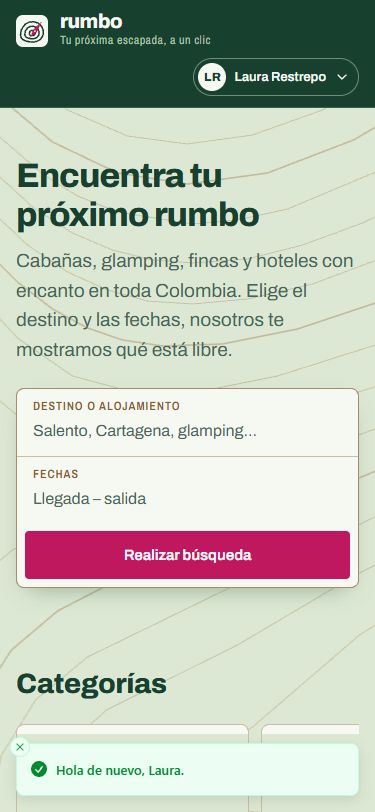 rumbo
Tu próxima escapada, a un clic
LR Laura Restrepo
Encuentra tu
próximo rumbo
Cabañas, glamping, fincas y hoteles con
encanto en toda Colombia. Elige el
destino y las fechas, nosotros te
mostramos qué está libre.
DESTINO O ALOJAMIENTO
Salento, Cartagena, glamping...
FECHAS
Llegada – salida
Realizar búsqueda
Categorías
Hola de nuevo, Laura.